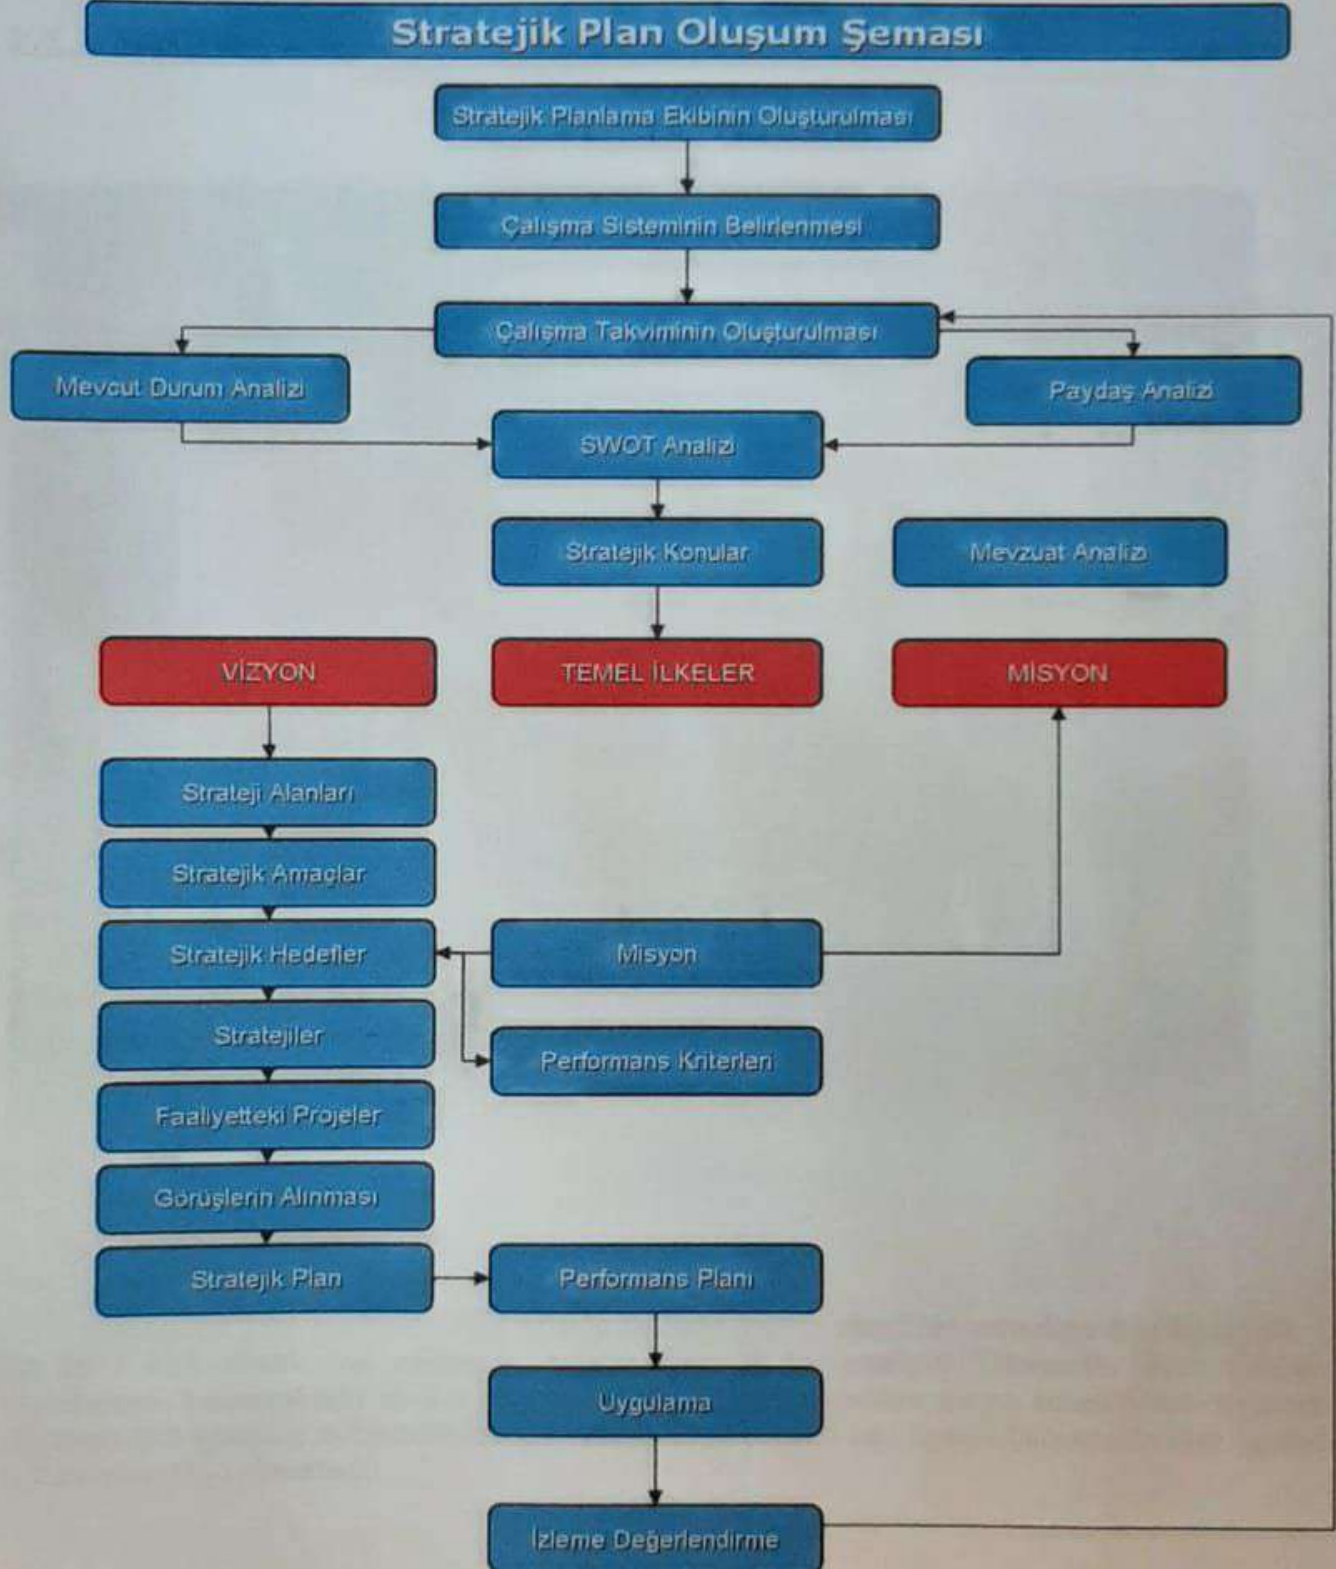 Stratejik Plan Oluşum Şeması
Stratejik Planlama Ekibinin Oluşturulması
Çalışma Sisteminin Belirlenmesi
Çalışma Takviminin Oluşturulması
Mevcut Durum Analizi
Paydaş Analizi
SWOT Analizi
Stratejik Konular
Mevzuat Analizi
VİZYON
TEMEL İLKELER
MİSYON
Strateji Alanları
Stratejik Amaçlar
Stratejik Hedefler
Misyon
Stratejiler
Performans Kriterleri
Faaliyetteki Projeler
Görüşlerin Alınması
Stratejik Plan
Performans Planı
Uygulama
İzleme Değerlendirme